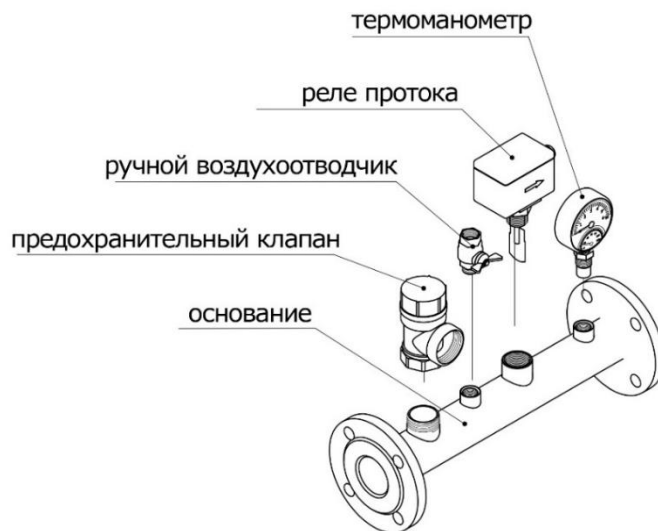 термоманометр
реле протока
ручной воздухоотводчик
предохранительный клапан
основание